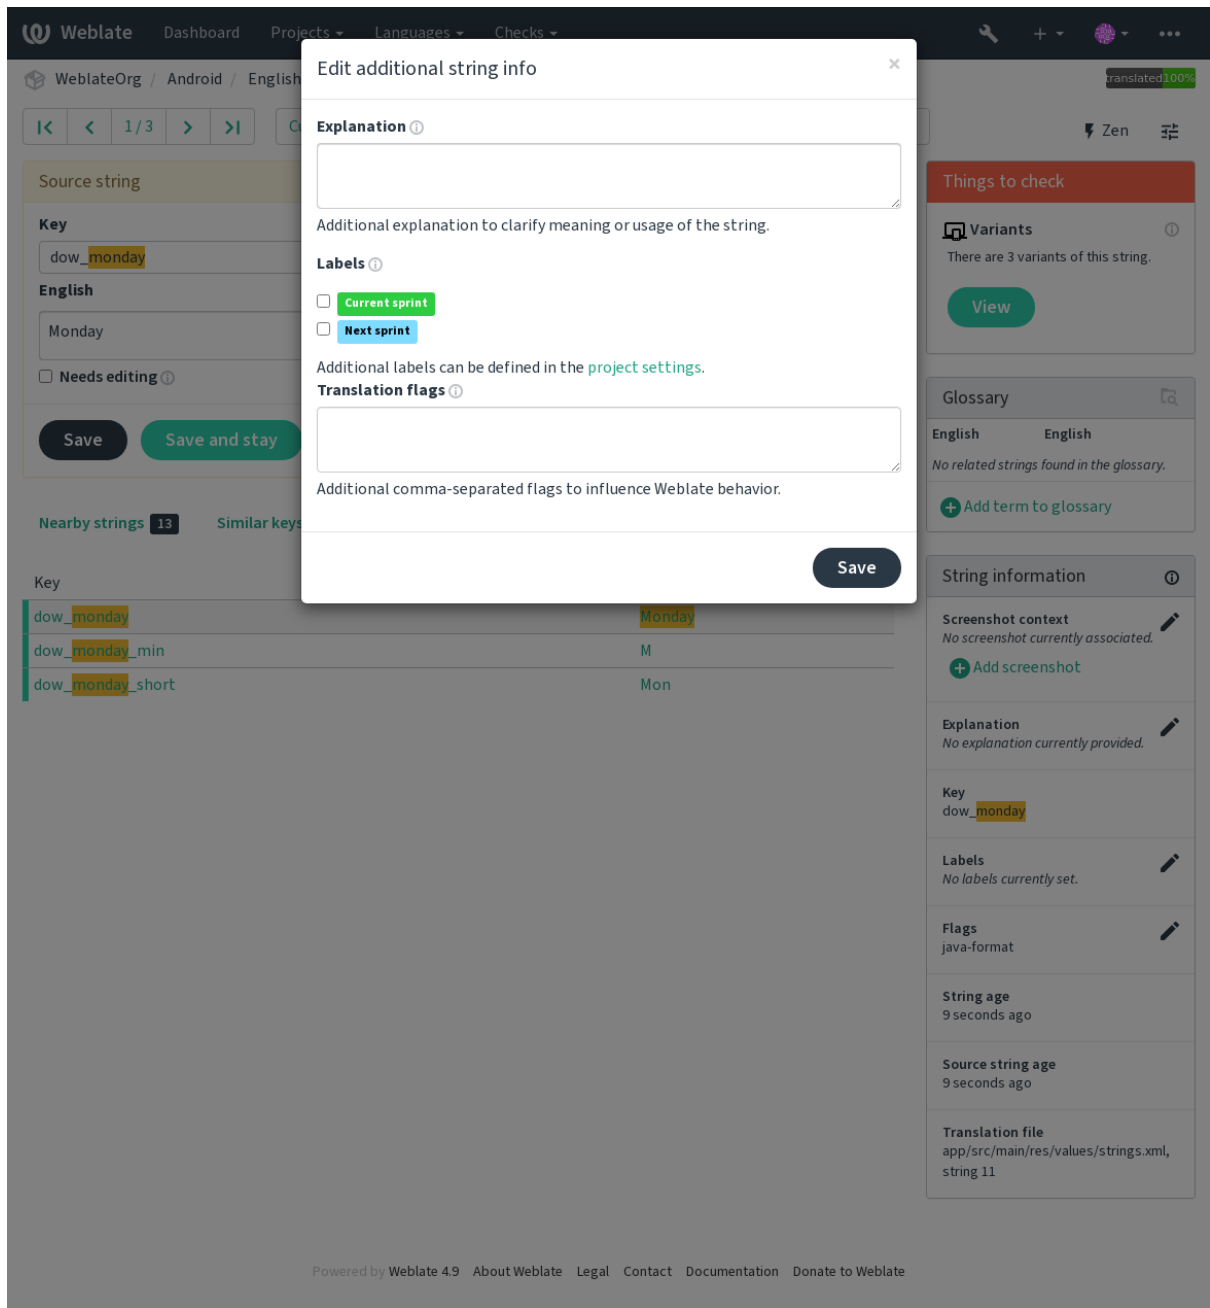 Weblate Dashboard Projects Languages Checks
WeblateOrg / Android / English
translated 100%
1 / 3
Zen
Edit additional string info
×
Explanation
Additional explanation to clarify meaning or usage of the string.
Labels
Current sprint
Next sprint
Additional labels can be defined in the project settings.
Translation flags
Additional comma-separated flags to influence Weblate behavior.
Save
Source string
Key
dow_monday
English
Monday
Needs editing
Save Save and stay
Nearby strings 13 Similar keys
Key
dow_monday Monday
dow_monday_min M
dow_monday_short Mon
Things to check
Variants
There are 3 variants of this string.
View
Glossary
English English
No related strings found in the glossary.
Add term to glossary
String information
Screenshot context
No screenshot currently associated.
Add screenshot
Explanation
No explanation currently provided.
Key
dow_monday
Labels
No labels currently set.
Flags
java-format
String age
9 seconds ago
Source string age
9 seconds ago
Translation file
app/src/main/res/values/strings.xml,
string 11
Powered by Weblate 4.9 About Weblate Legal Contact Documentation Donate to Weblate